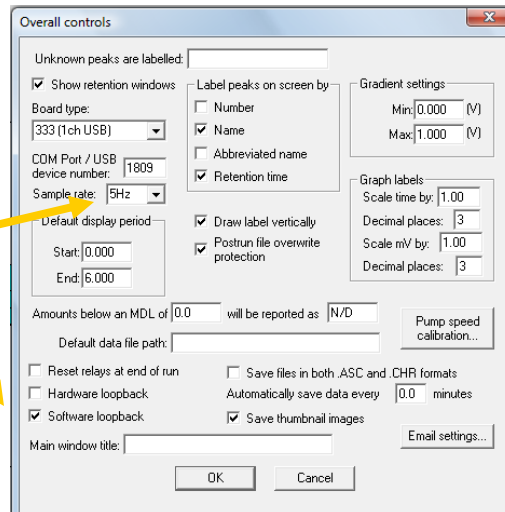 Overall controls
Unknown peaks are labelled:
Show retention windows
Board type:
333 (1ch USB)
COM Port / USB
device number: 1809
Sample rate: 5Hz
Default display period
Start: 0.000
End: 6.000
Label peaks on screen by
Number
Name
Abbreviated name
Retention time
Draw label vertically
Postrun file overwrite
protection
Gradient settings
Min: 0.000 (V)
Max: 1.000 (V)
Graph labels
Scale time by: 1.00
Decimal places: 3
Scale mV by: 1.00
Decimal places: 3
Amounts below an MDL of 0.0 will be reported as N/D
Pump speed
calibration...
Default data file path:
Reset relays at end of run
Save files in both .ASC and .CHR formats
Hardware loopback
Automatically save data every 0.0 minutes
Software loopback
Save thumbnail images
Email settings...
Main window title:
OK Cancel